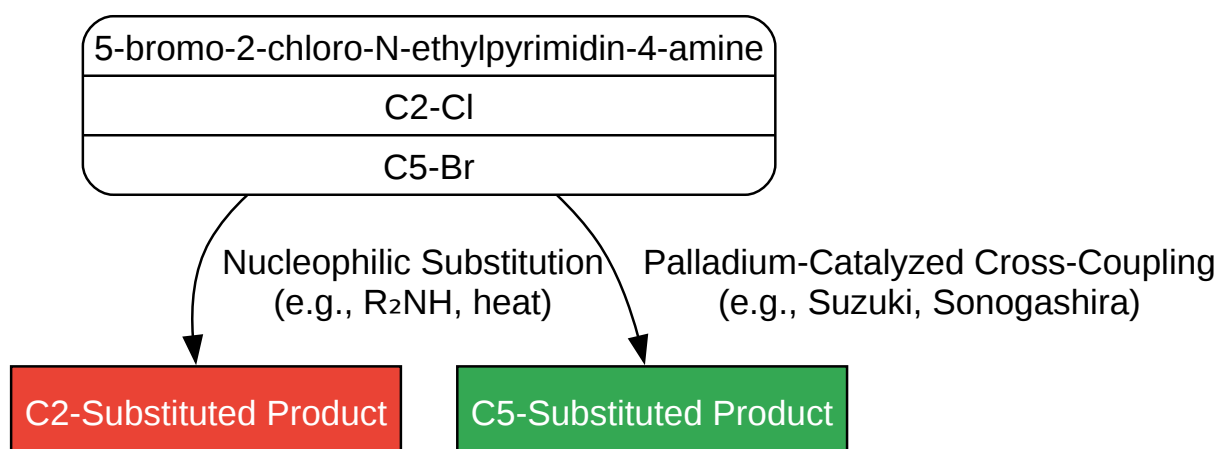 5-bromo-2-chloro-N-ethylpyrimidin-4-amine
C2-Cl
C5-Br
Nucleophilic Substitution
(e.g., R₂NH, heat)
Palladium-Catalyzed Cross-Coupling
(e.g., Suzuki, Sonogashira)
C2-Substituted Product
C5-Substituted Product